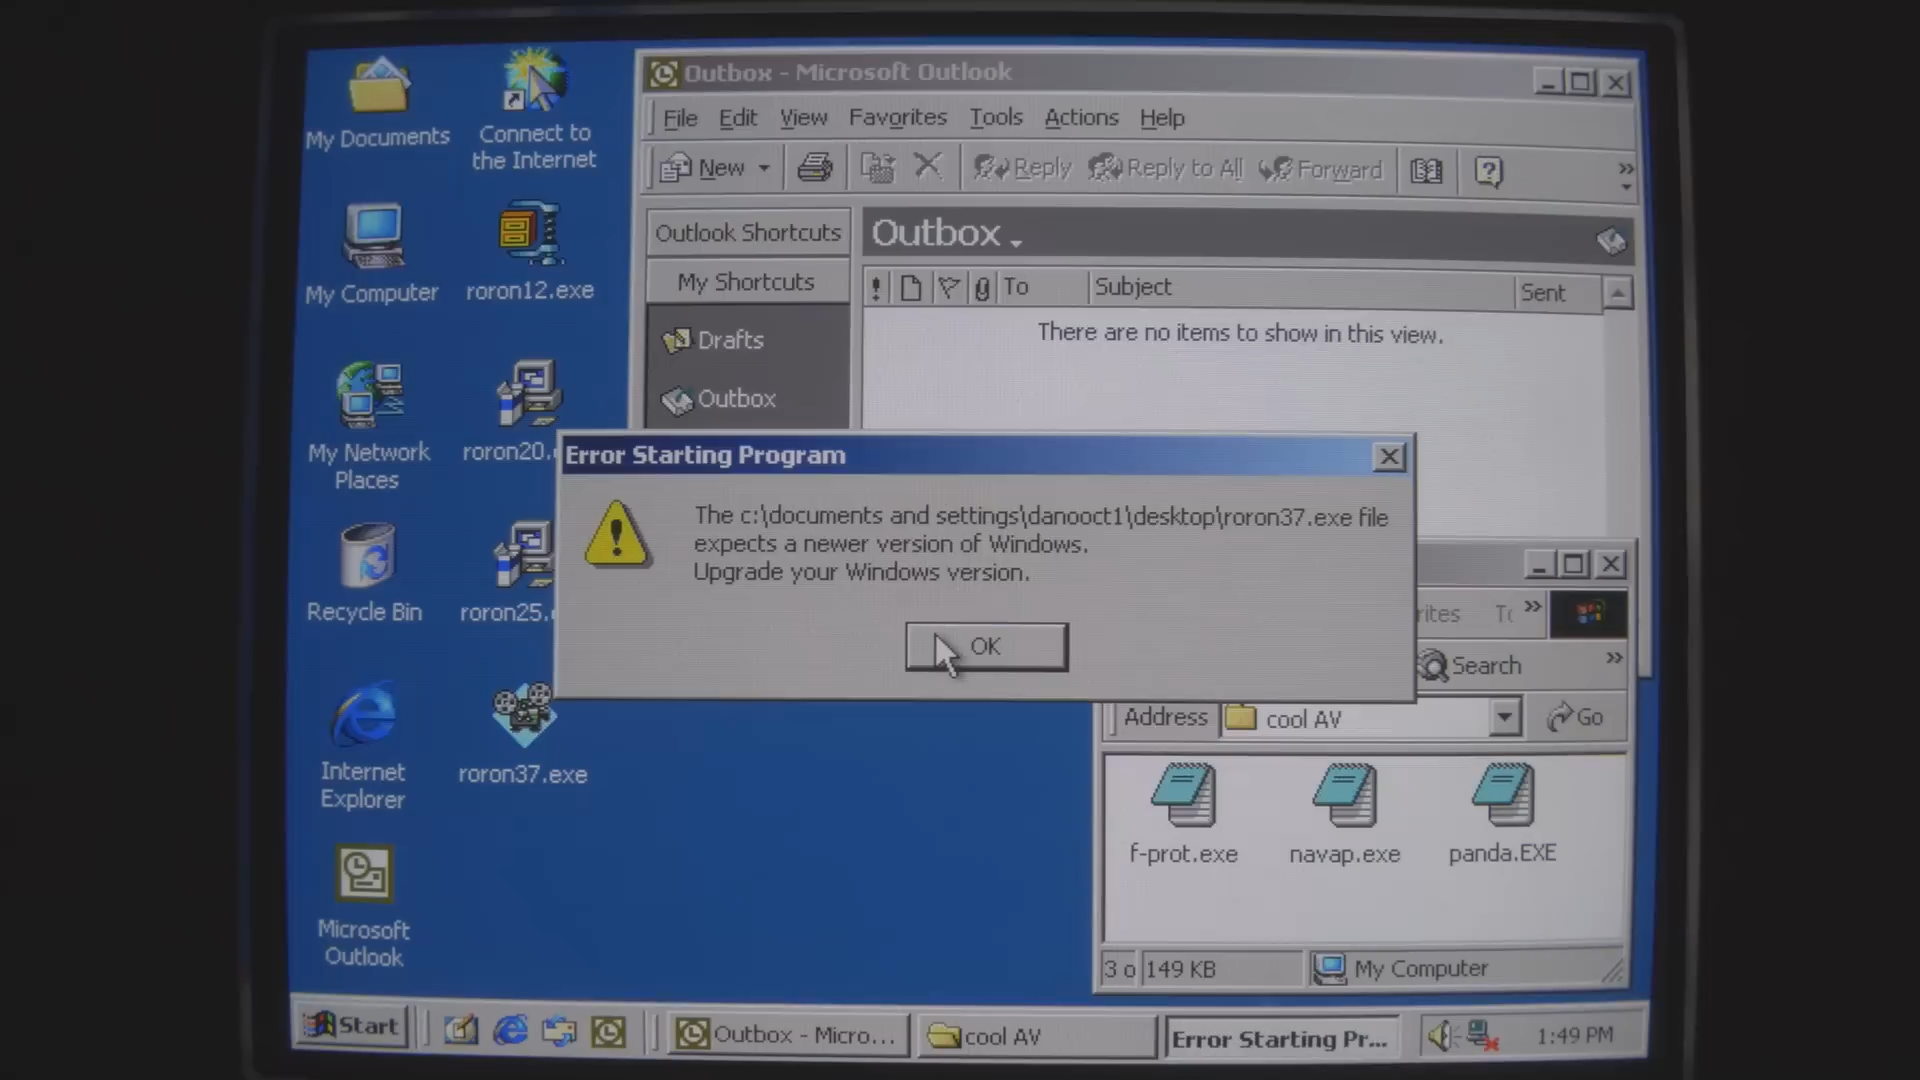 My Documents
Connect to
the Internet
My Computer
roron12.exe
My Network
Places
roron20.
Recycle Bin
roron25.
Internet
Explorer
roron37.exe
Microsoft
Outlook
Outbox - Microsoft Outlook
File Edit View Favorites Tools Actions Help
New Reply Reply to All Forward
Outlook Shortcuts
My Shortcuts
Drafts
Outbox
Outbox
To Subject Sent
There are no items to show in this view.
Error Starting Program
The c:\documents and settings\danooct1\desktop\roron37.exe file
expects a newer version of Windows.
Upgrade your Windows version.
OK
rites To
Search
Address cool AV Go
f-prot.exe navap.exe panda.EXE
3 o 149 KB My Computer
Start Outbox - Micro... cool AV Error Starting Pr... 1:49 PM